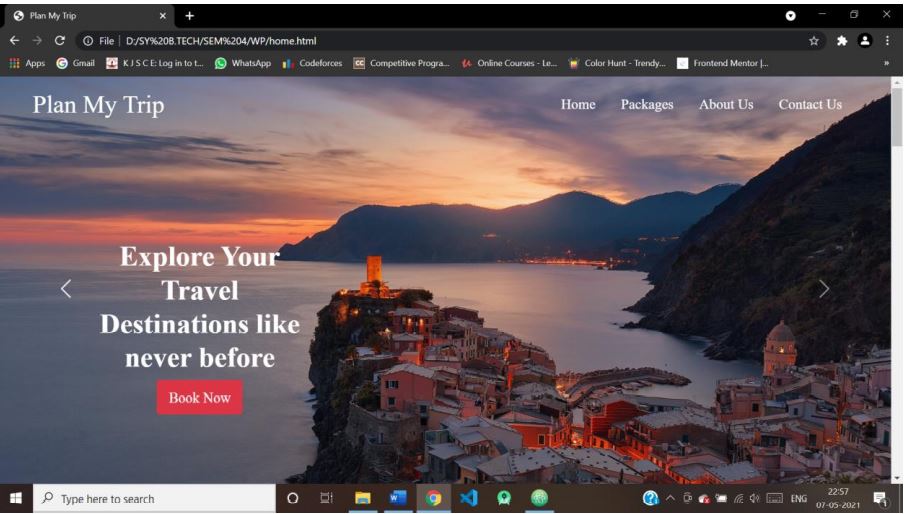 Plan My Trip
File | D:/SY%20B.TECH/SEM%204/WP/home.html
Apps Gmail K J S C E: Log in to t... WhatsApp Codeforces CC Competitive Progra... Online Courses - Le... Color Hunt - Trendy... Frontend Mentor |...
Plan My Trip Home Packages About Us Contact Us
Explore Your
Travel
Destinations like
never before
Book Now
Type here to search
ENG
22:57
07-05-2021